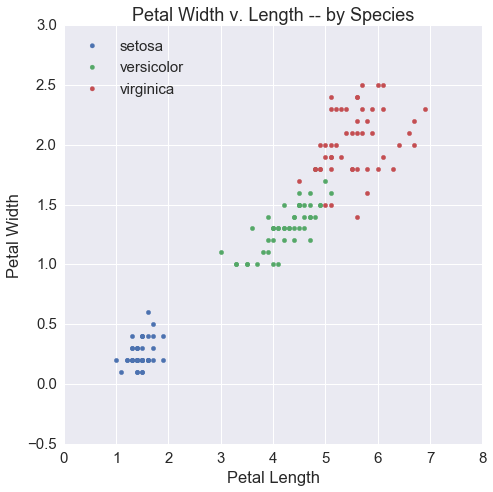 Petal Width v. Length -- by Species
setosa
versicolor
virginica
3.0
2.5
2.0
1.5
1.0
0.5
0.0
−0.5
Petal Width
0 1 2 3 4 5 6 7 8
Petal Length